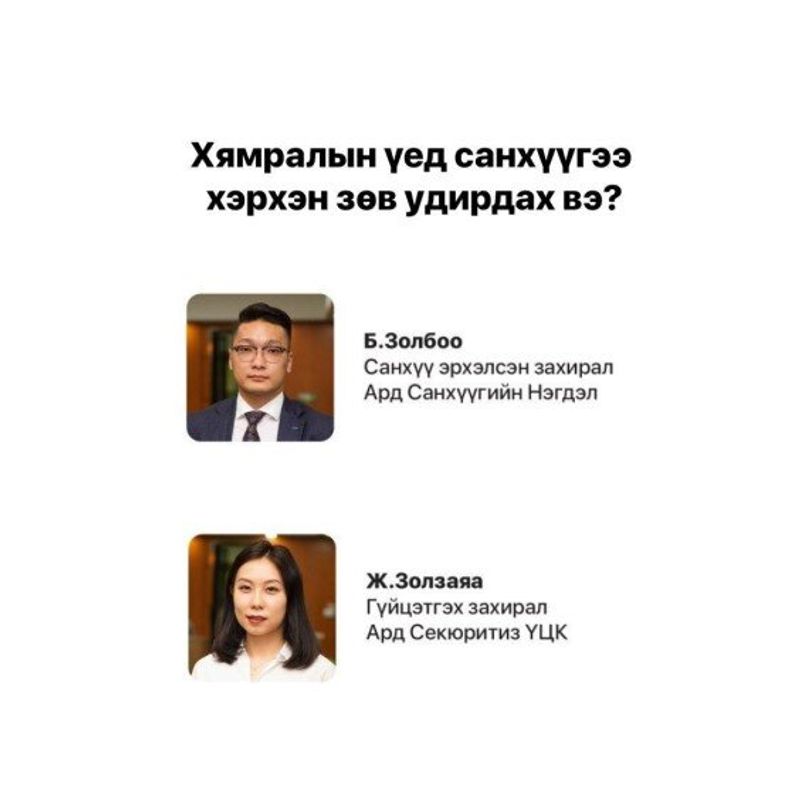 Хямралын үед санхүүгээ
хэрхэн зөв удирдах вэ?
Б.Золбоо
Санхүү эрхэлсэн захирал
Ард Санхүүгийн Нэгдэл
Ж.Золзаяа
Гүйцэтгэх захирал
Ард Секюритиз ҮЦК